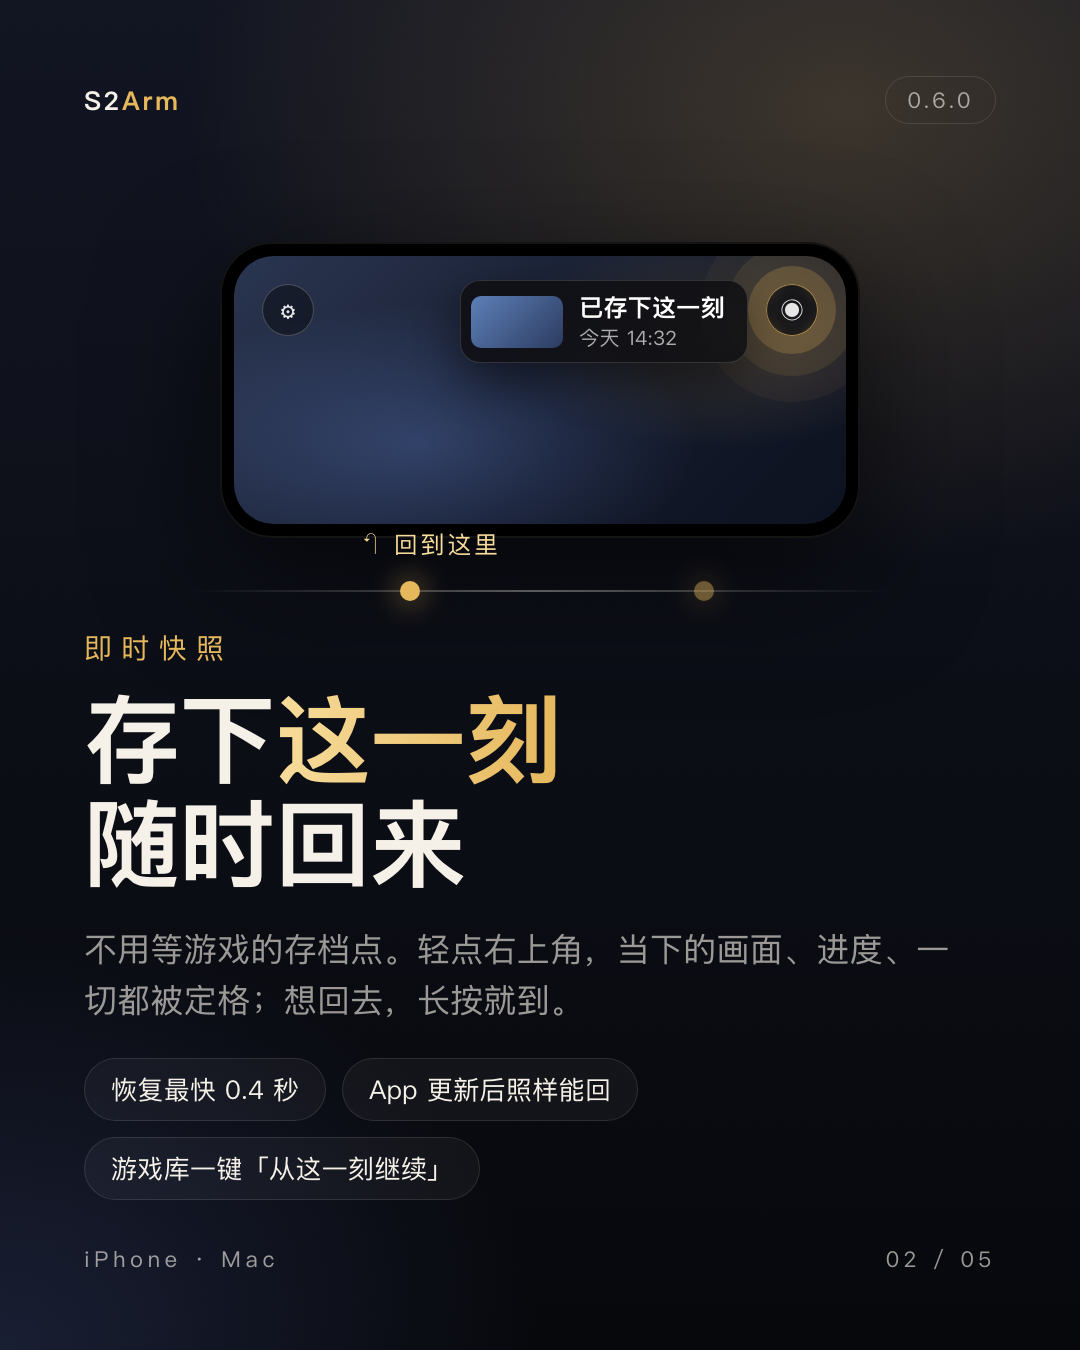 S2Arm
0.6.0
已存下这一刻
今天 14:32
回到这里
即时快照
存下这一刻
随时回来
不用等游戏的存档点。轻点右上角，当下的画面、进度、一
切都被定格；想回去，长按就到。
恢复最快 0.4 秒
App 更新后照样能回
游戏库一键「从这一刻继续」
iPhone · Mac
02 / 05